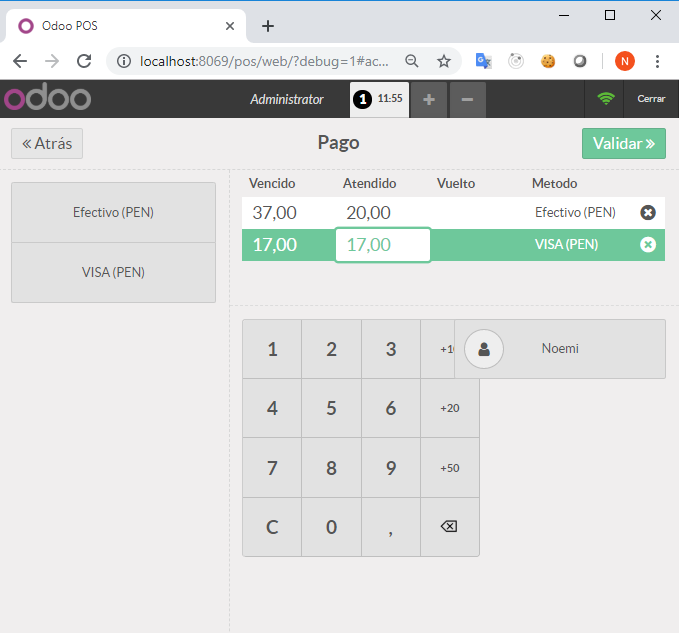 Odoo POS
localhost:8069/pos/web/?debug=1#ac...
N
odoo
Administrator
1 11:55
Cerrar
Atrás
Pago
Validar
Vencido Atendido Vuelto Metodo
37,00 20,00 Efectivo (PEN)
17,00 17,00 VISA (PEN)
Efectivo (PEN)
VISA (PEN)
1 2 3 +10
Noemi
4 5 6 +20
7 8 9 +50
C 0 ,